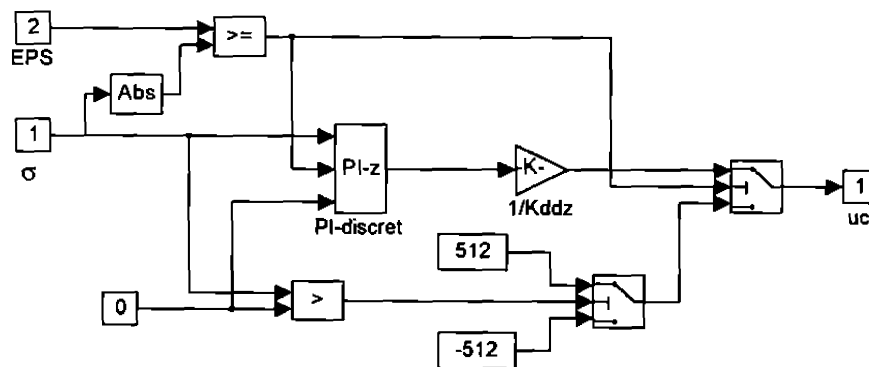 2
EPS
>=
Abs
1
σ
PI-z
PI-discret
-K-
1/Kddz
1
uc
512
0
>
-512